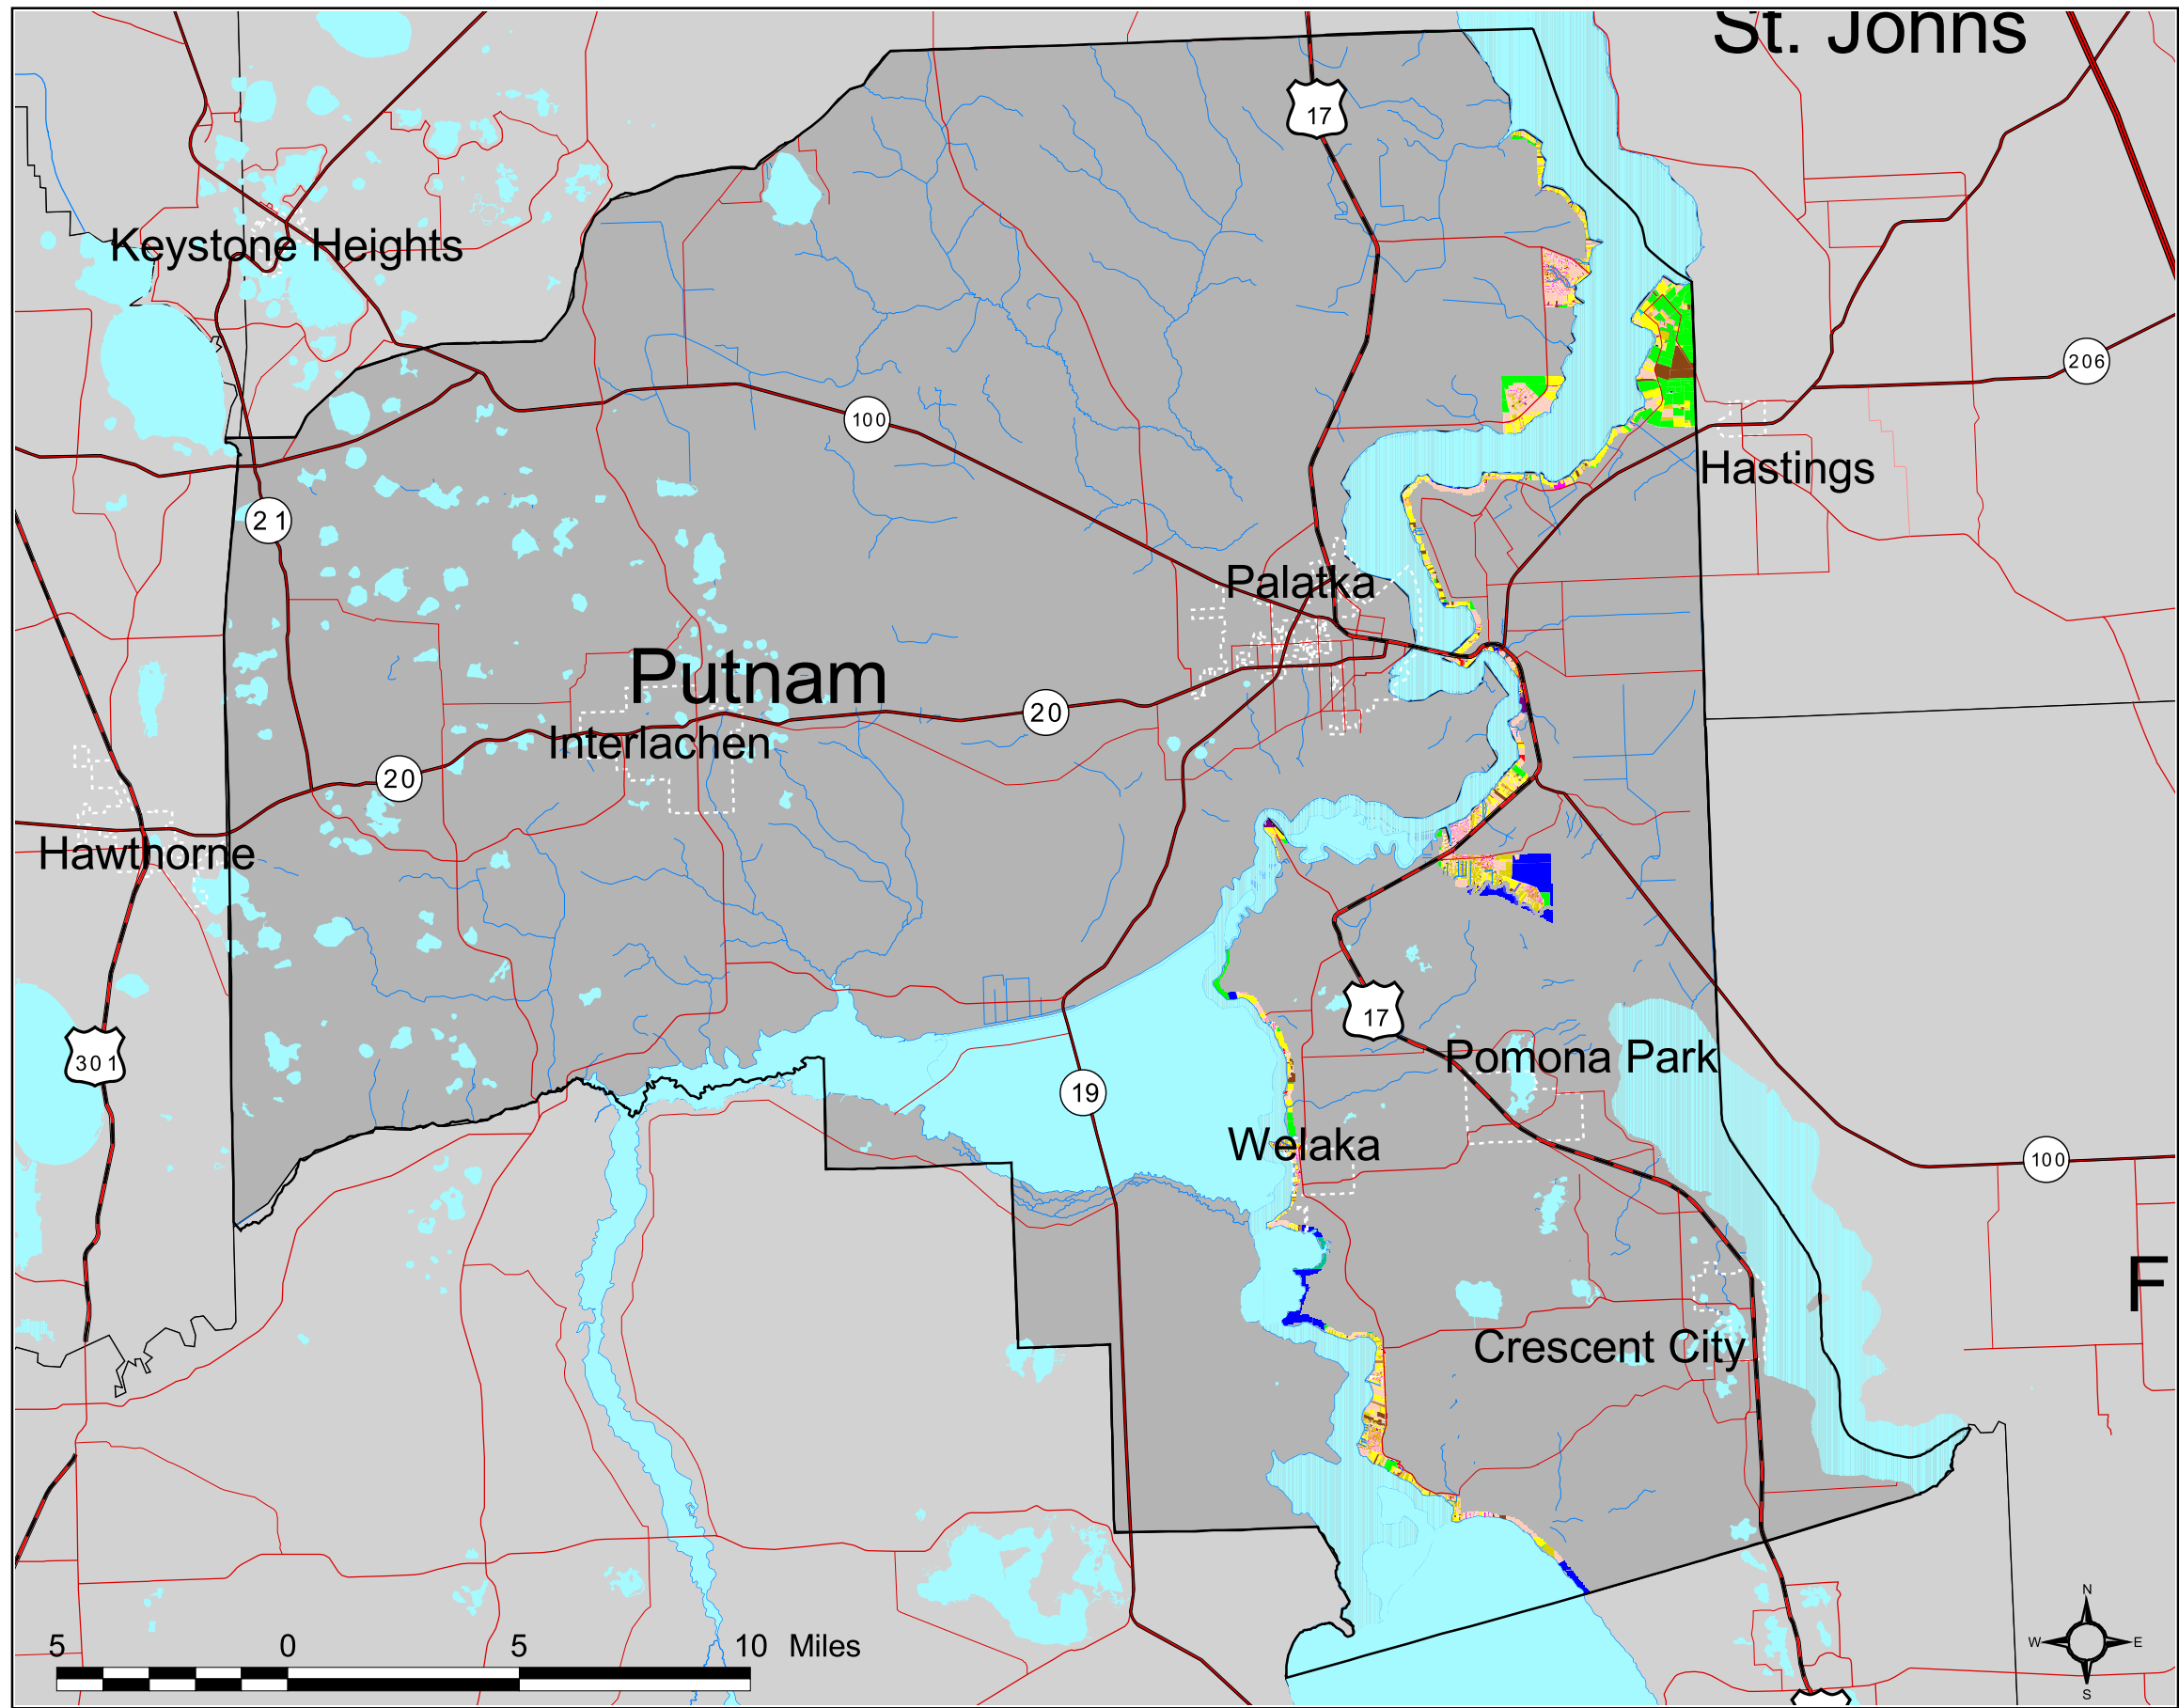 St. Johns
17
Keystone Heights
206
100
Hastings
21
Palatka
Putnam
20
Interlachen
20
Hawthorne
17
301
Pomona Park
19
Welaka
100
F
Crescent City
N
W E
S
5 0 5 10 Miles